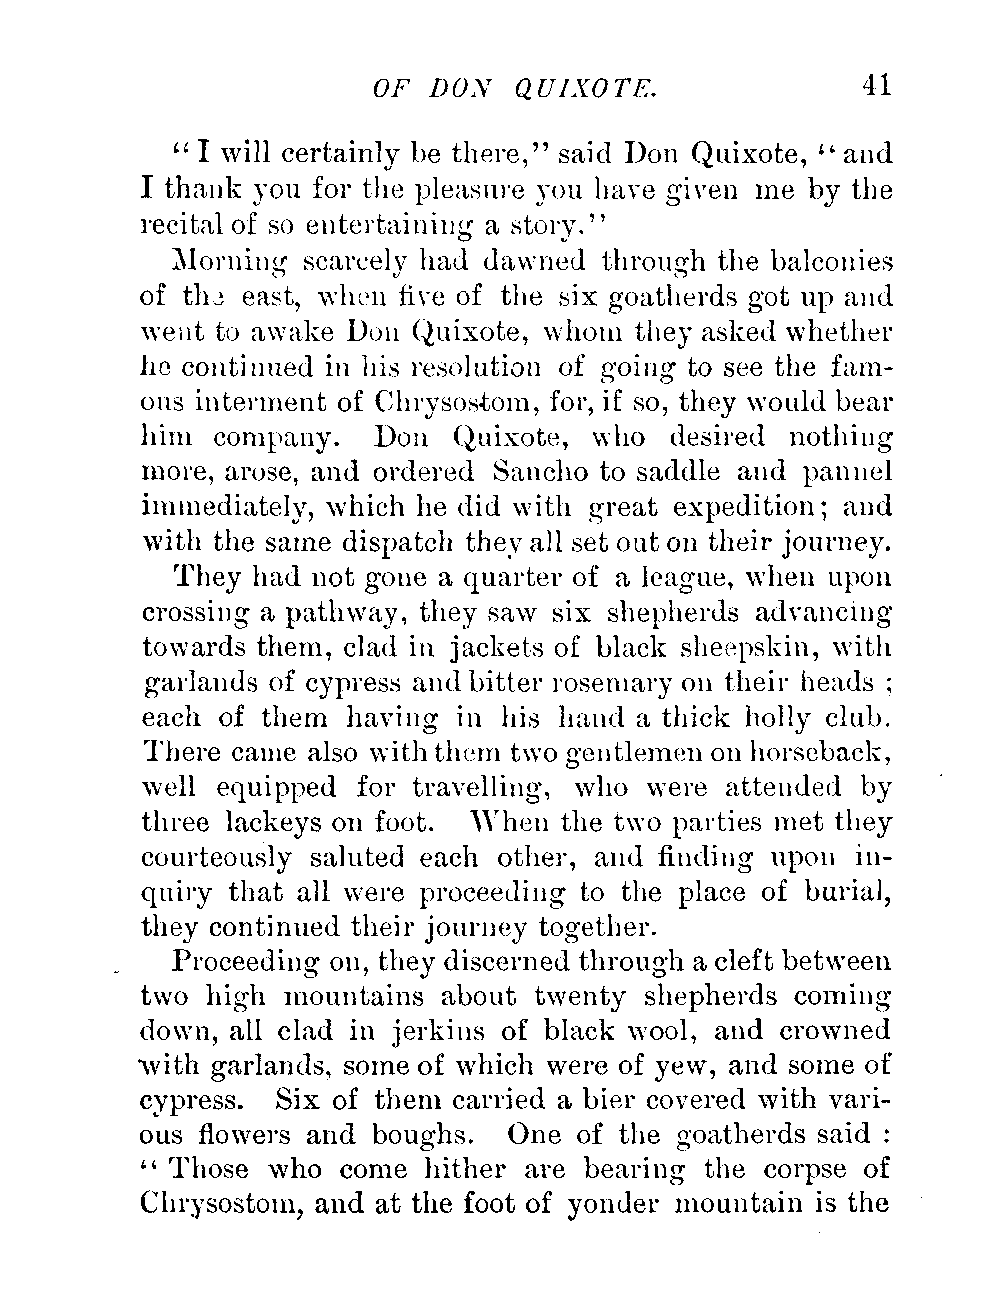 OF DON QUIXOTE. 41
“I will certainly be there,” said Don Quixote, “and
I thank you for the pleasure you have given me by the
recital of so entertaining a story.”
Morning scarcely had dawned through the balconies
of the east, when five of the six goatherds got up and
went to awake Don Quixote, whom they asked whether
he continued in his resolution of going to see the fam-
ous interment of Chrysostom, for, if so, they would bear
him company. Don Quixote, who desired nothing
more, arose, and ordered Sancho to saddle and pannel
immediately, which he did with great expedition; and
with the same dispatch they all set out on their journey.
They had not gone a quarter of a league, when upon
crossing a pathway, they saw six shepherds advancing
towards them, clad in jackets of black sheepskin, with
garlands of cypress and bitter rosemary on their heads ;
each of them having in his hand a thick holly club.
There came also with them two gentlemen on horseback,
well equipped for travelling, who were attended by
three lackeys on foot. When the two parties met they
courteously saluted each other, and finding upon in-
quiry that all were proceeding to the place of burial,
they continued their journey together.
Proceeding on, they discerned through a cleft between
two high mountains about twenty shepherds coming
down, all clad in jerkins of black wool, and crowned
with garlands, some of which were of yew, and some of
cypress. Six of them carried a bier covered with vari-
ous flowers and boughs. One of the goatherds said :
“ Those who come hither are bearing the corpse of
Chrysostom, and at the foot of yonder mountain is the